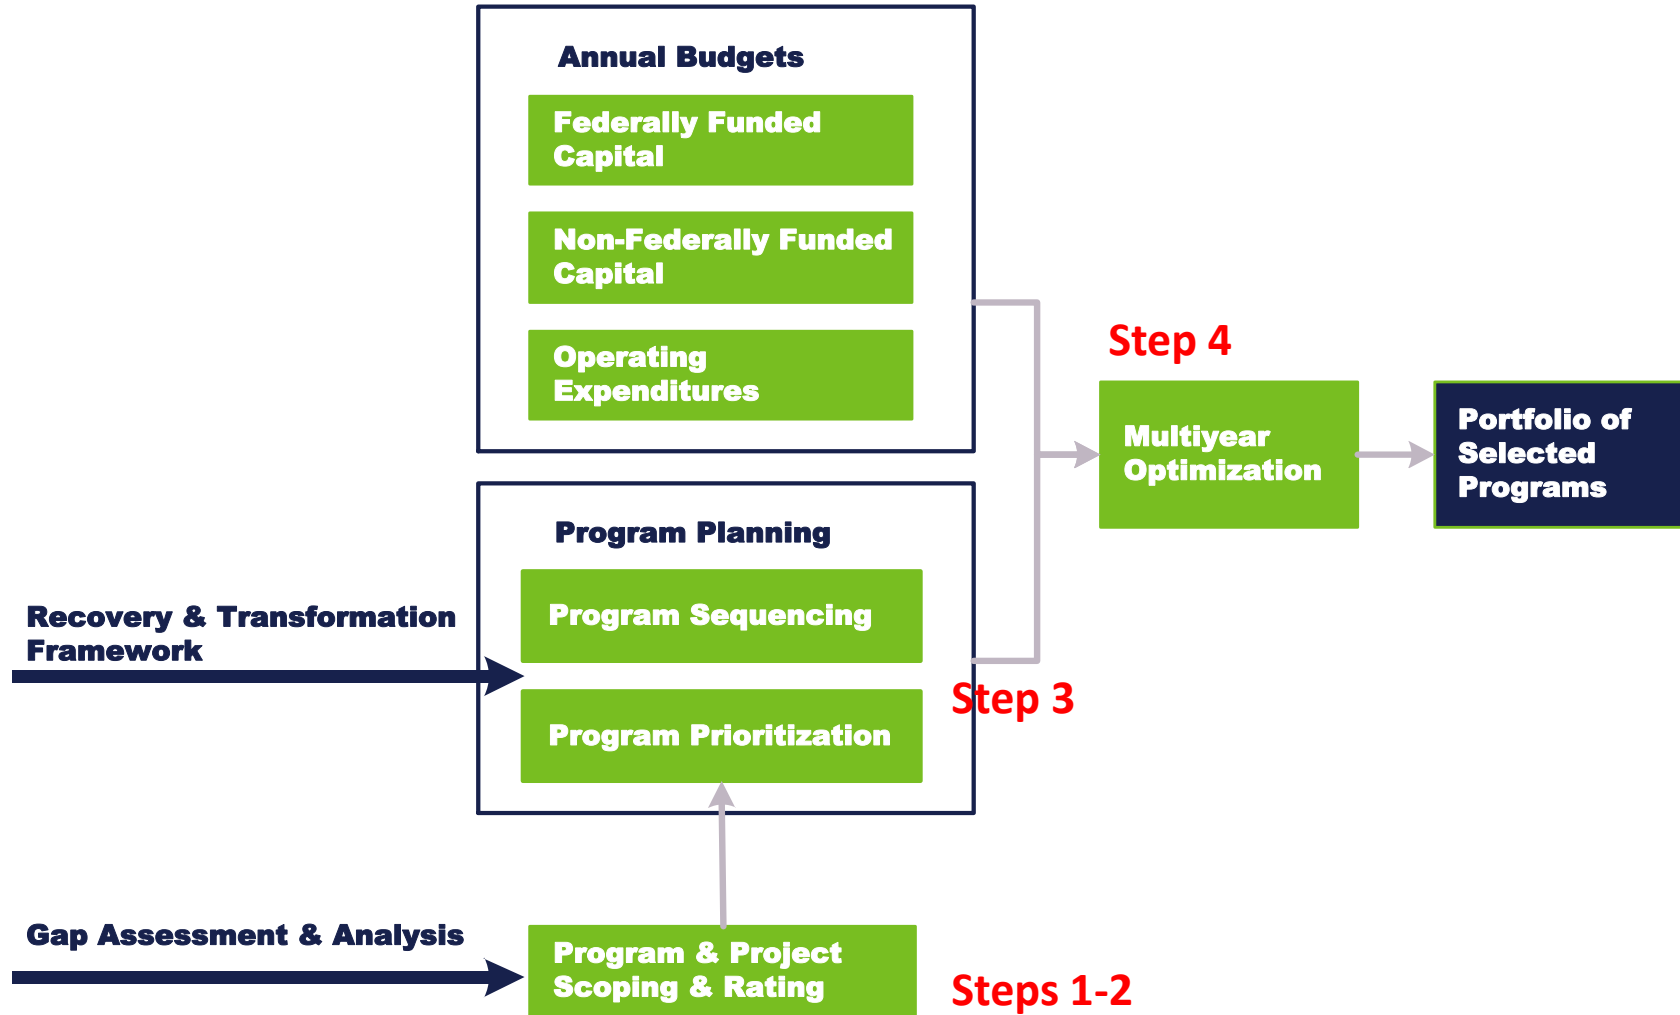 Annual Budgets
Federally Funded
Capital
Non-Federally Funded
Capital
Operating
Expenditures
Step 4
Multiyear
Optimization
Portfolio of
Selected
Programs
Program Planning
Program Sequencing
Recovery & Transformation
Framework
Step 3
Program Prioritization
Gap Assessment & Analysis
Program & Project
Scoping & Rating
Steps 1-2